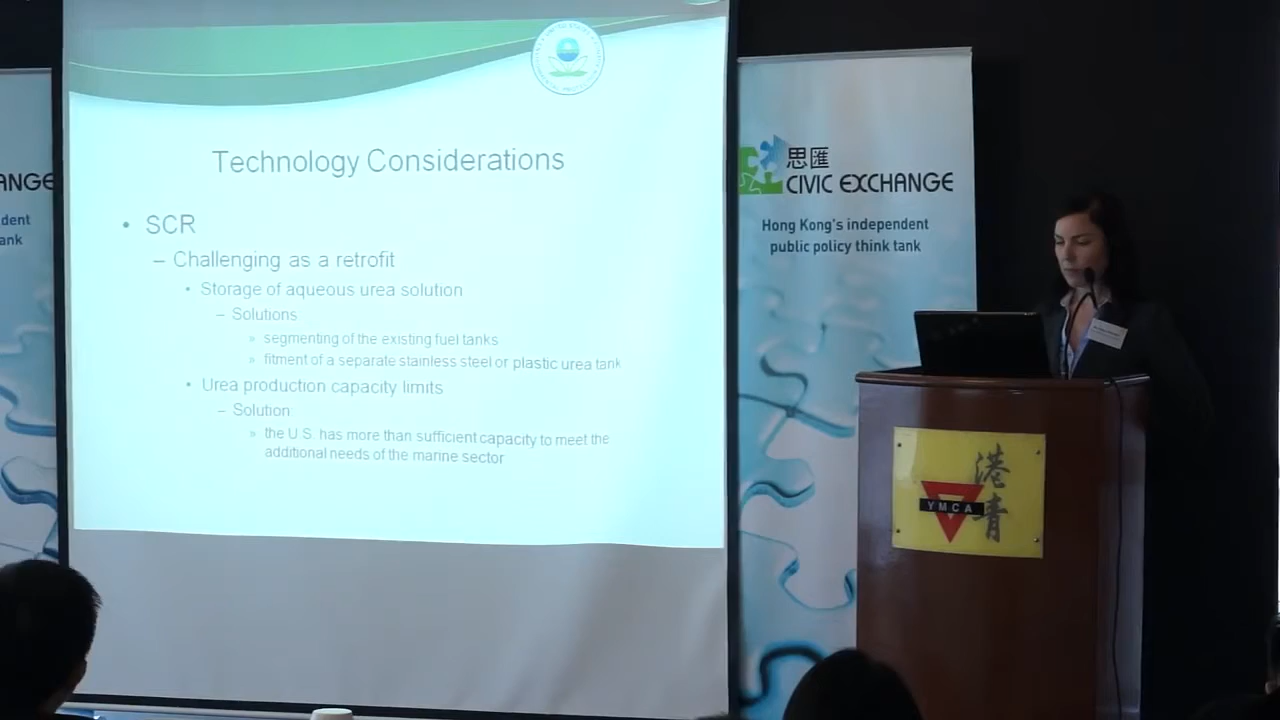 Technology Considerations
• SCR
– Challenging as a retrofit
• Storage of aqueous urea solution
– Solutions
» segmenting of the existing fuel tanks
» fitment of a separate stainless steel or plastic urea tank
• Urea production capacity limits
– Solution
» the U.S. has more than sufficient capacity to meet the
additional needs of the marine sector
ANGE
dent
ank
思匯
CIVIC EXCHANGE
Hong Kong's independent
public policy think tank
港青
YMCA